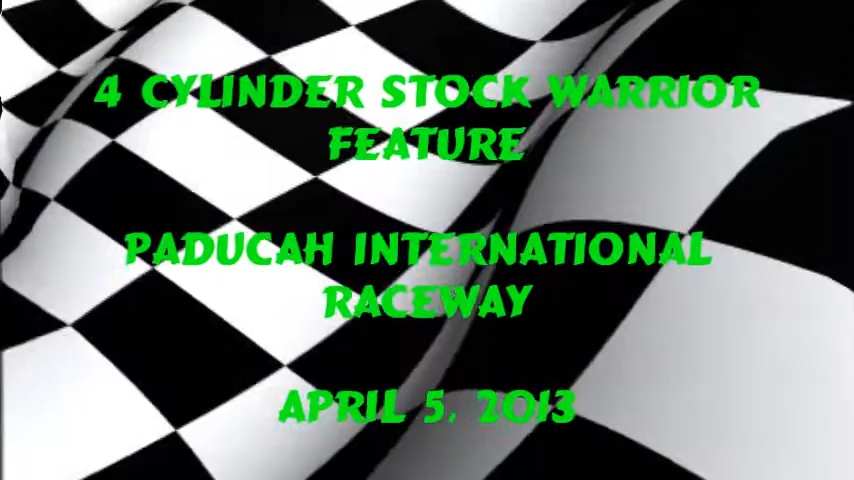 4 CYLINDER STOCK WARRIOR
FEATURE
PADUCAH INTERNATIONAL
RACEWAY
APRIL 5, 2013